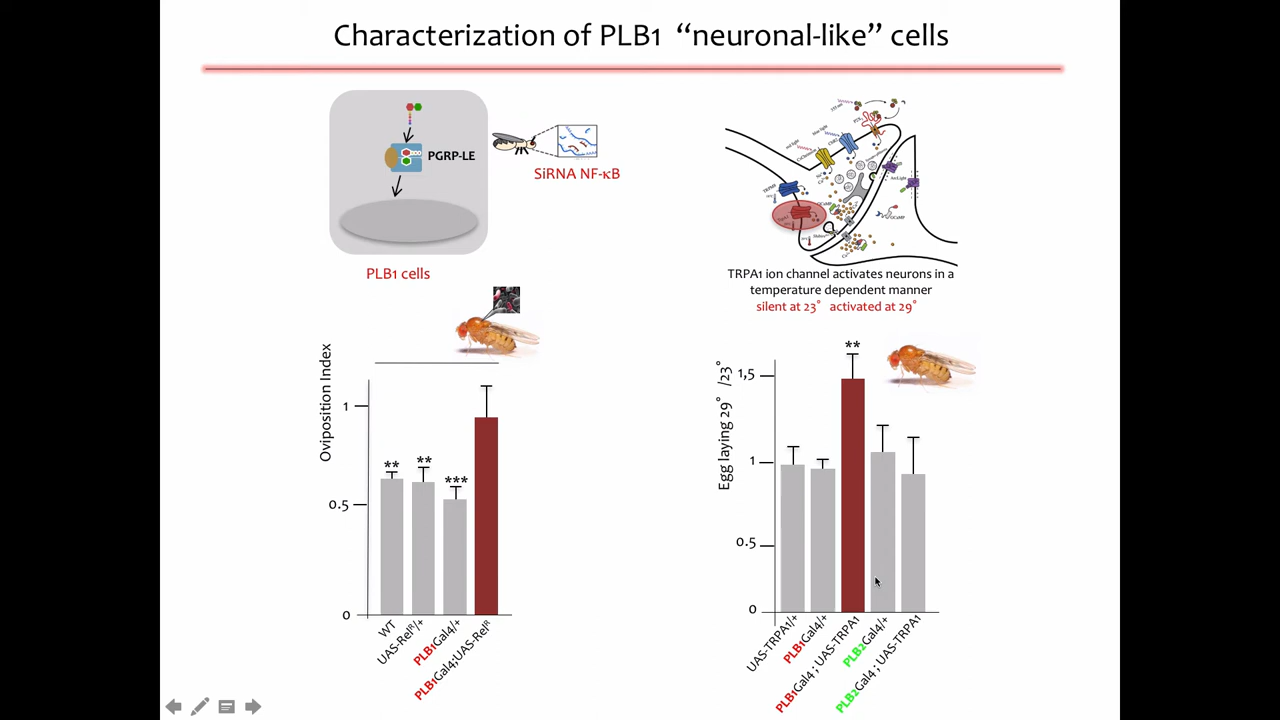 Characterization of PLB1 “neuronal-like” cells
PGRP-LE
SiRNA NF-κB
PLB1 cells
TRPA1 ion channel activates neurons in a
temperature dependent manner
silent at 23° activated at 29°
Oviposition Index
1
0.5
0
**
**
***
WT
UAS-Relᴿ/+
PLB1Gal4/+
PLB1Gal4;UAS-Relᴿ
Egg laying 29° /23°
1,5
1
0.5
0
**
UAS-TRPA1/+
PLB1Gal4/+
PLB1Gal4 ; UAS-TRPA1
PLB2Gal4/+
PLB2Gal4 ; UAS-TRPA1